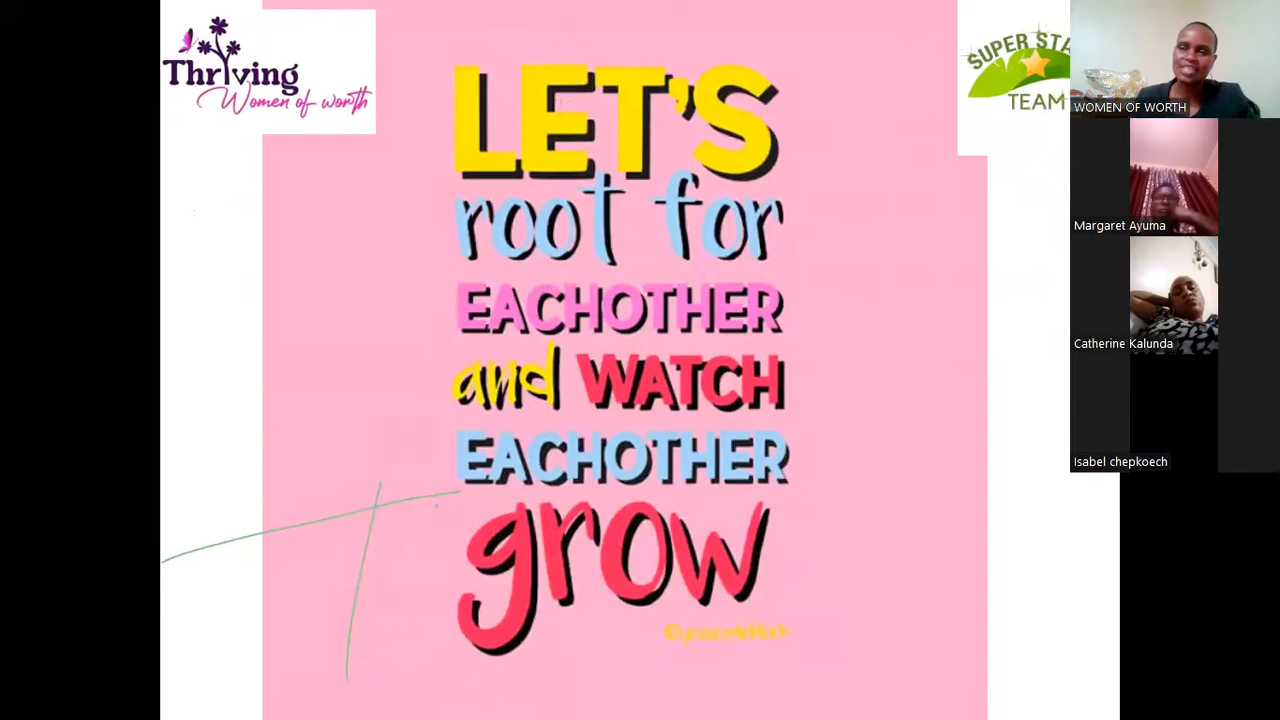 Thriving
Women of worth
SUPER STA
TEAM
LET'S
root for
EACHOTHER
and WATCH
EACHOTHER
grow
WOMEN OF WORTH
Margaret Ayuma
Catherine Kalunda
Isabel chepkoech